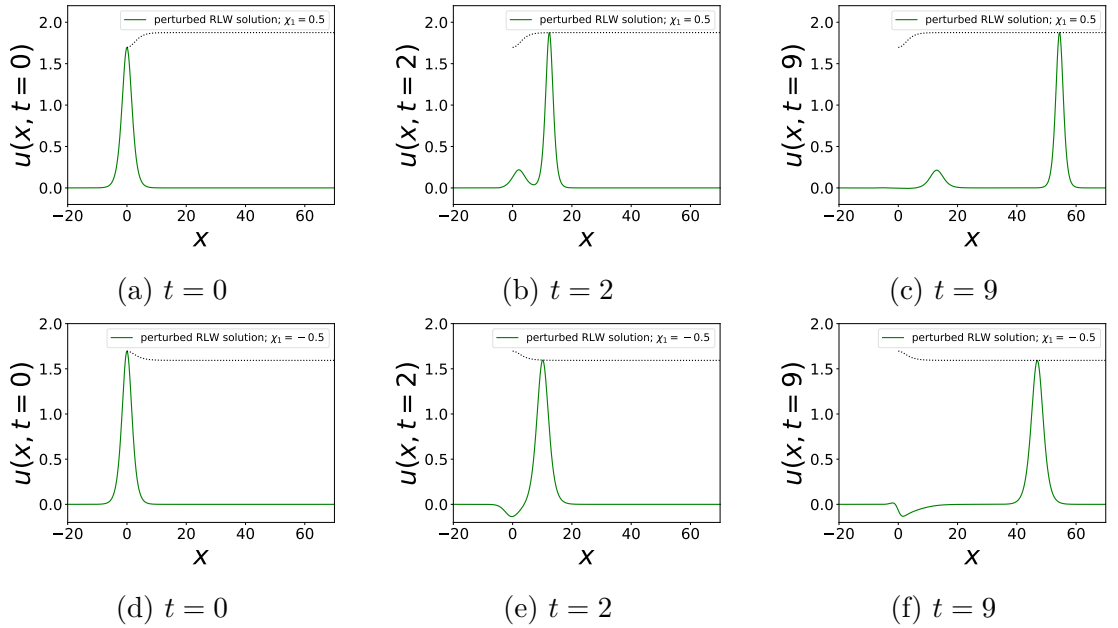 perturbed RLW solution; χ₁ = 0.5
u(x, t = 0)
2.0
1.5
1.0
0.5
0.0
−20 0 20 40 60
x
(a) t = 0
perturbed RLW solution; χ₁ = 0.5
u(x, t = 2)
2.0
1.5
1.0
0.5
0.0
−20 0 20 40 60
x
(b) t = 2
perturbed RLW solution; χ₁ = 0.5
u(x, t = 9)
2.0
1.5
1.0
0.5
0.0
−20 0 20 40 60
x
(c) t = 9
perturbed RLW solution; χ₁ = −0.5
u(x, t = 0)
2.0
1.5
1.0
0.5
0.0
−20 0 20 40 60
x
(d) t = 0
perturbed RLW solution; χ₁ = −0.5
u(x, t = 2)
2.0
1.5
1.0
0.5
0.0
−20 0 20 40 60
x
(e) t = 2
perturbed RLW solution; χ₁ = −0.5
u(x, t = 9)
2.0
1.5
1.0
0.5
0.0
−20 0 20 40 60
x
(f) t = 9